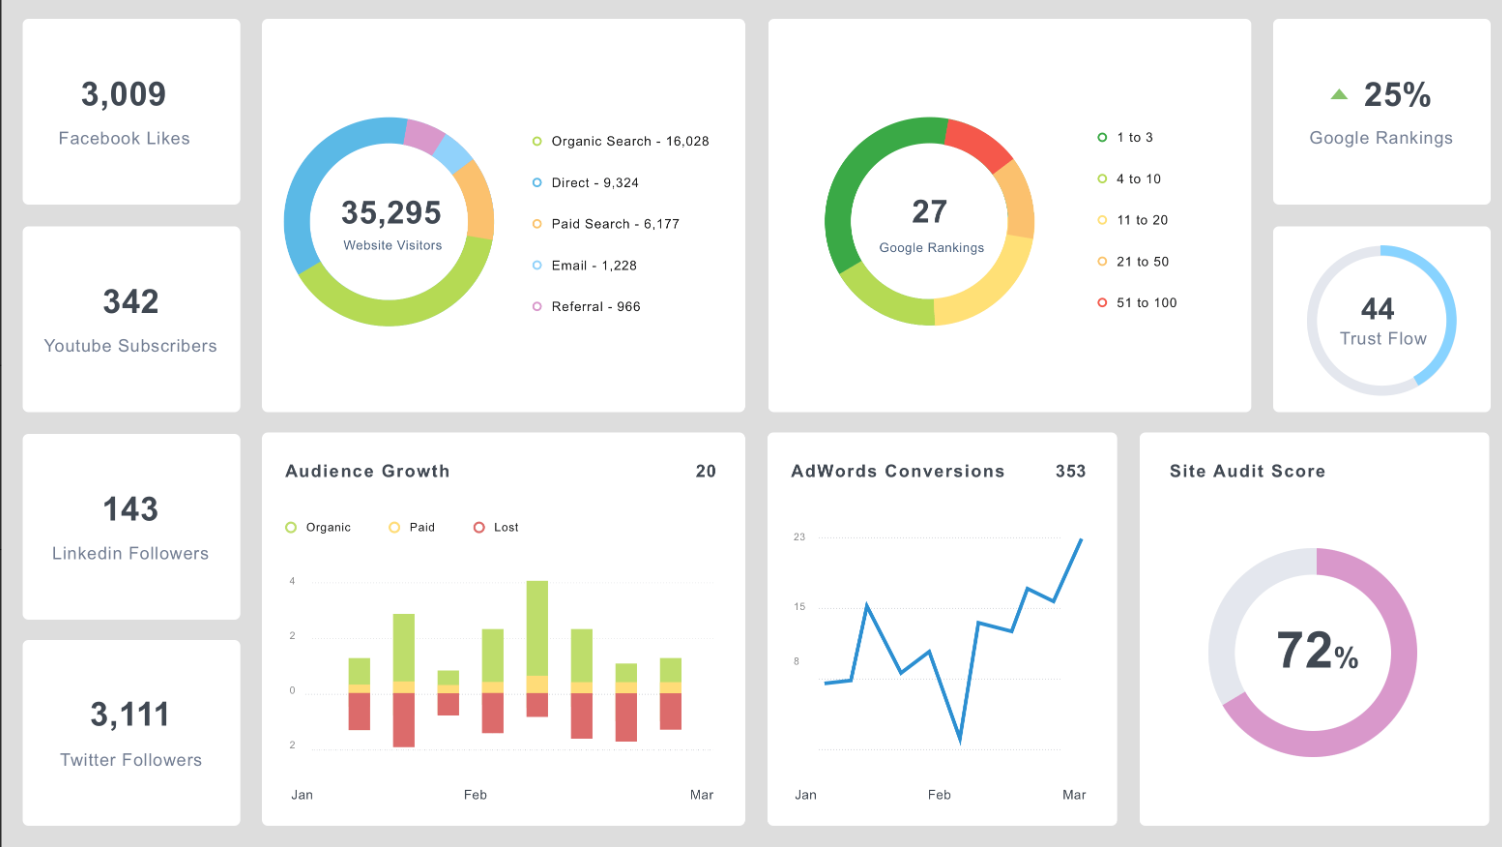 3,009
Facebook Likes
342
Youtube Subscribers
143
Linkedin Followers
3,111
Twitter Followers
35,295
Website Visitors
Organic Search - 16,028
Direct - 9,324
Paid Search - 6,177
Email - 1,228
Referral - 966
27
Google Rankings
1 to 3
4 to 10
11 to 20
21 to 50
51 to 100
25%
Google Rankings
44
Trust Flow
Audience Growth 20
Organic Paid Lost
4
2
0
2
Jan Feb Mar
AdWords Conversions 353
23
15
8
Jan Feb Mar
Site Audit Score
72%